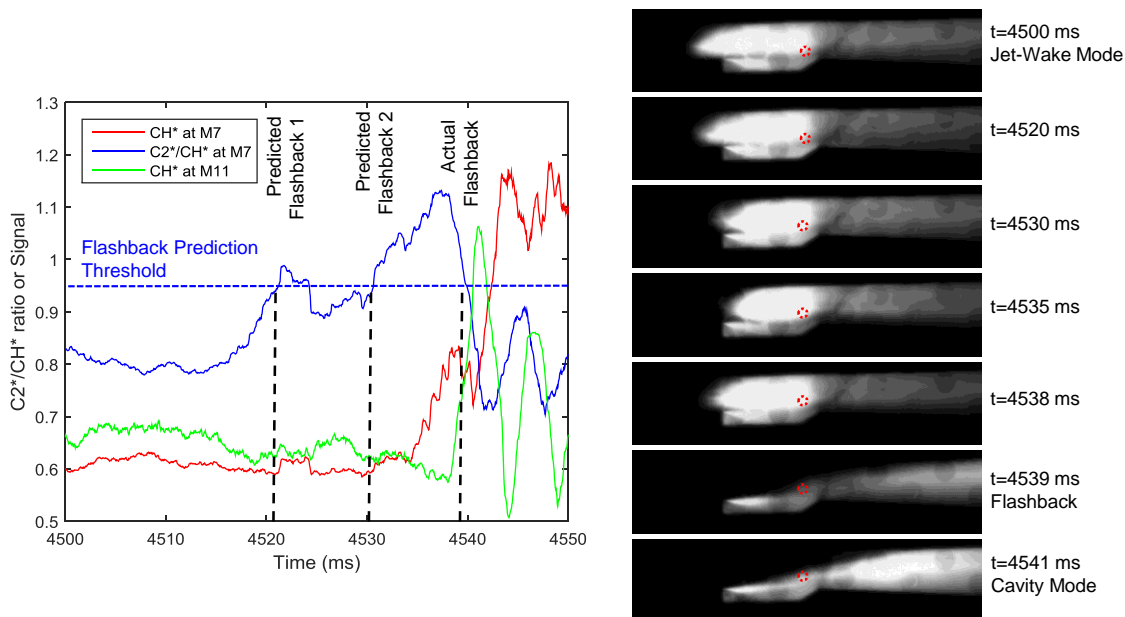 1.3
1.2
1.1
1
0.9
0.8
0.7
0.6
0.5
C2*/CH* ratio or Signal
CH* at M7
C2*/CH* at M7
CH* at M11
Predicted
Flashback 1
Predicted
Flashback 2
Actual
Flashback
Flashback Prediction
Threshold
4500
4510
4520
4530
4540
4550
Time (ms)
t=4500 ms
Jet-Wake Mode
t=4520 ms
t=4530 ms
t=4535 ms
t=4538 ms
t=4539 ms
Flashback
t=4541 ms
Cavity Mode